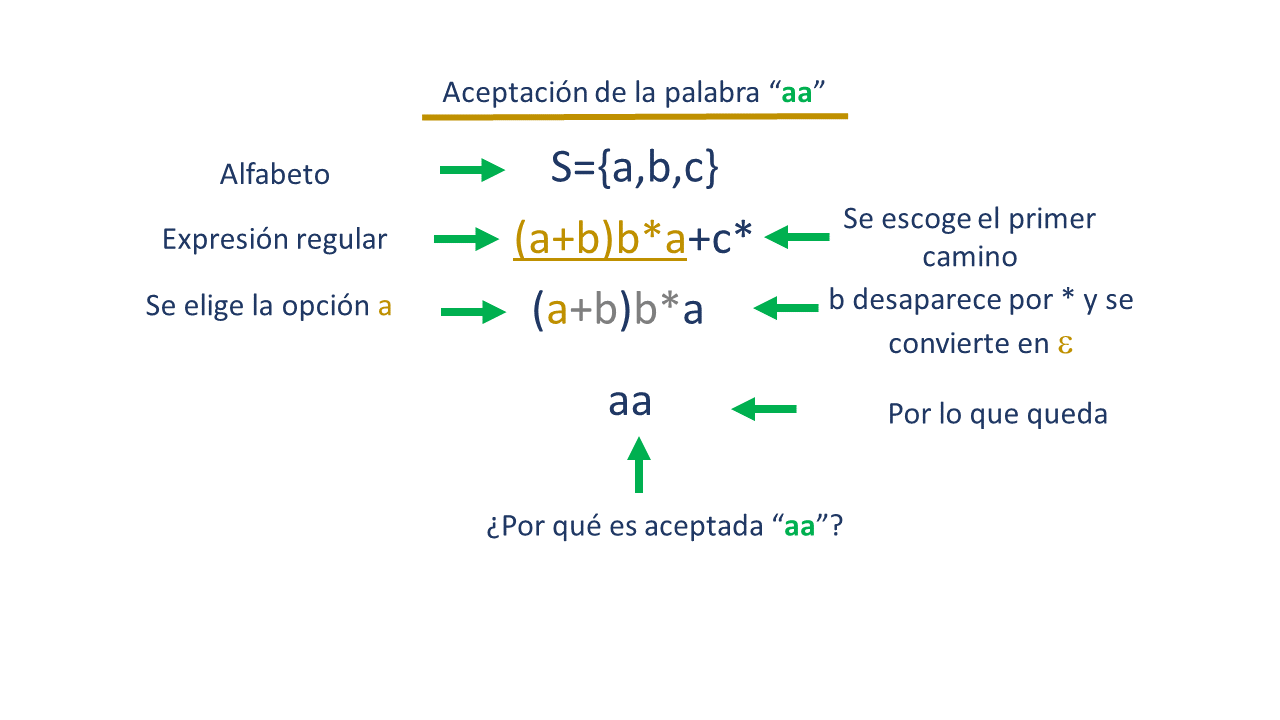 Aceptación de la palabra “aa”
Alfabeto
S={a,b,c}
Expresión regular
(a+b)b*a+c*
Se escoge el primer
camino
Se elige la opción a
(a+b)b*a
b desaparece por * y se
convierte en ε
aa
Por lo que queda
¿Por qué es aceptada “aa”?